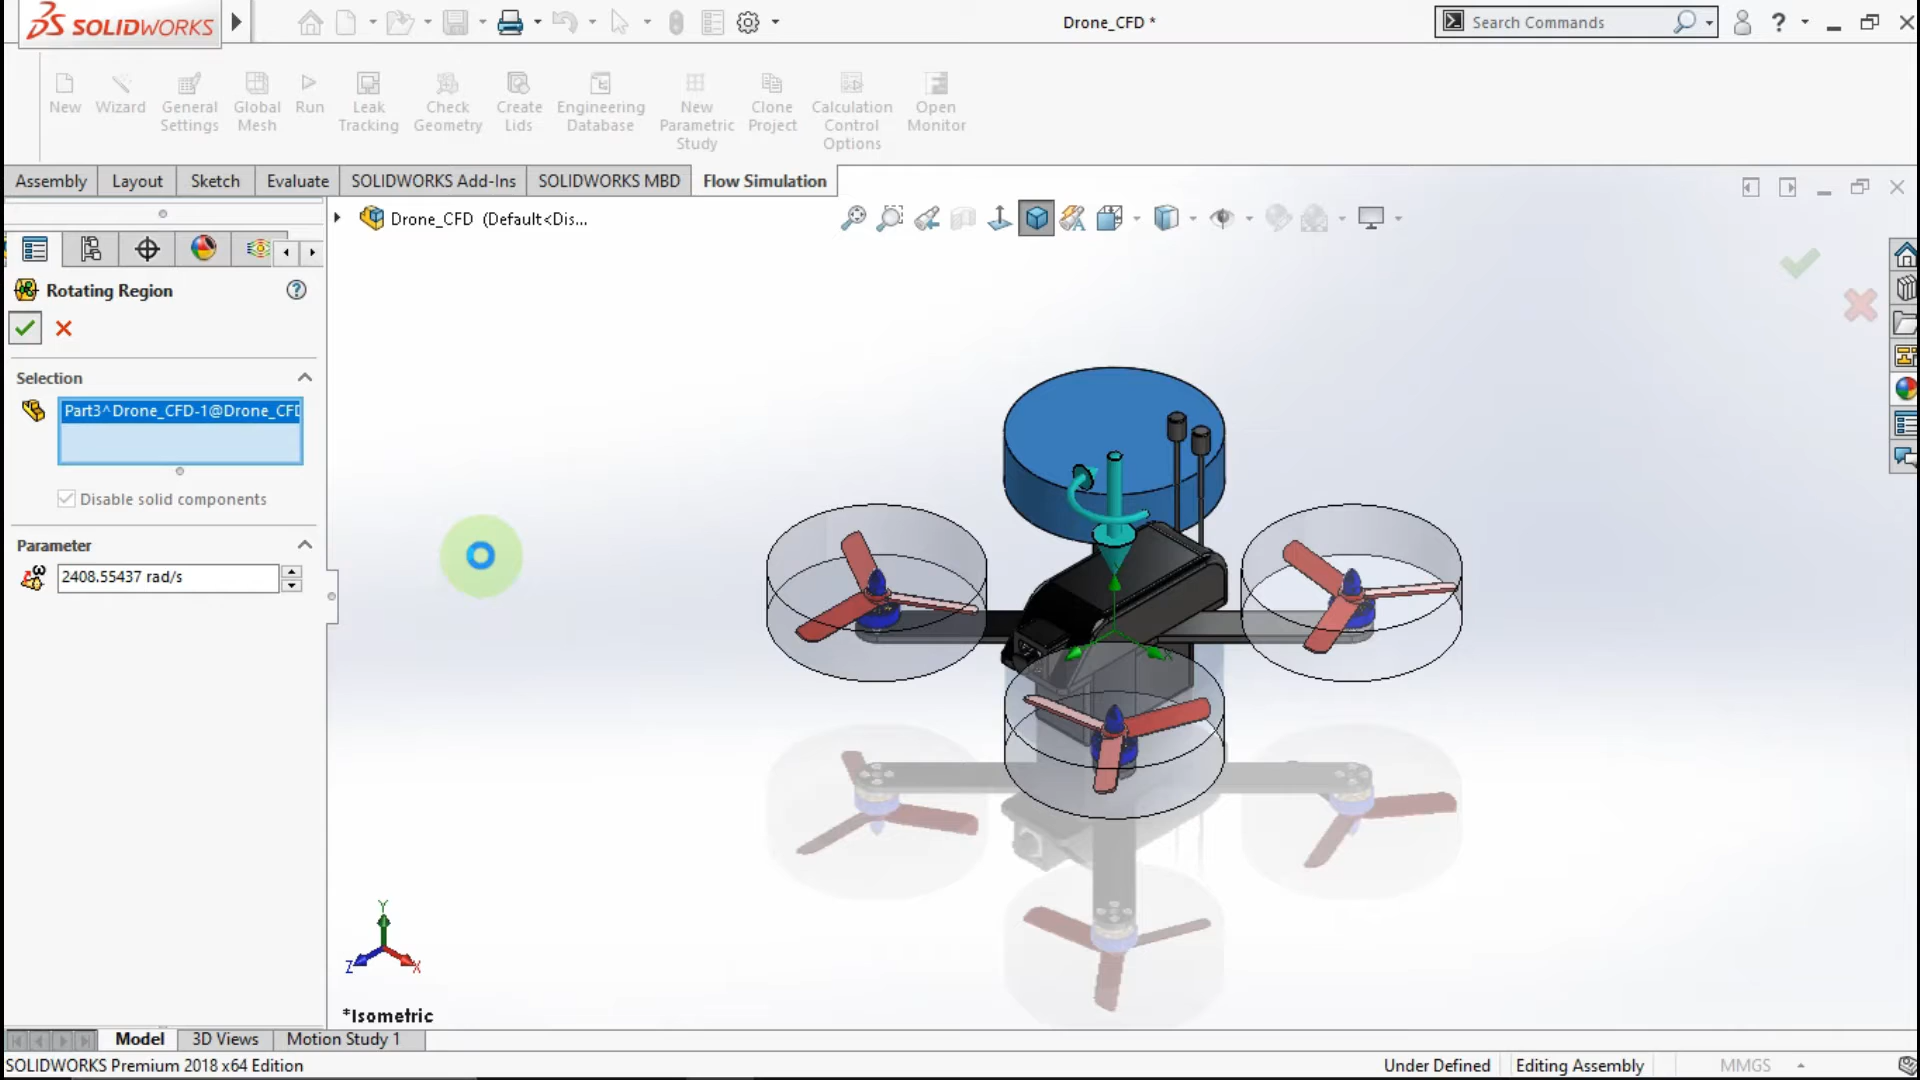 SOLIDWORKS
Drone_CFD *
Search Commands
?
New
Wizard
General Settings
Global Mesh
Run
Leak Tracking
Check Geometry
Create Lids
Engineering Database
New Parametric Study
Clone Project
Calculation Control Options
Open Monitor
Assembly
Layout
Sketch
Evaluate
SOLIDWORKS Add-Ins
SOLIDWORKS MBD
Flow Simulation
Drone_CFD (Default<Dis...
Rotating Region
?
Selection
Part3^Drone_CFD-1@Drone_CFD
Disable solid components
Parameter
2408.55437 rad/s
Y
Z
X
*Isometric
Model
3D Views
Motion Study 1
SOLIDWORKS Premium 2018 x64 Edition
Under Defined
Editing Assembly
MMGS